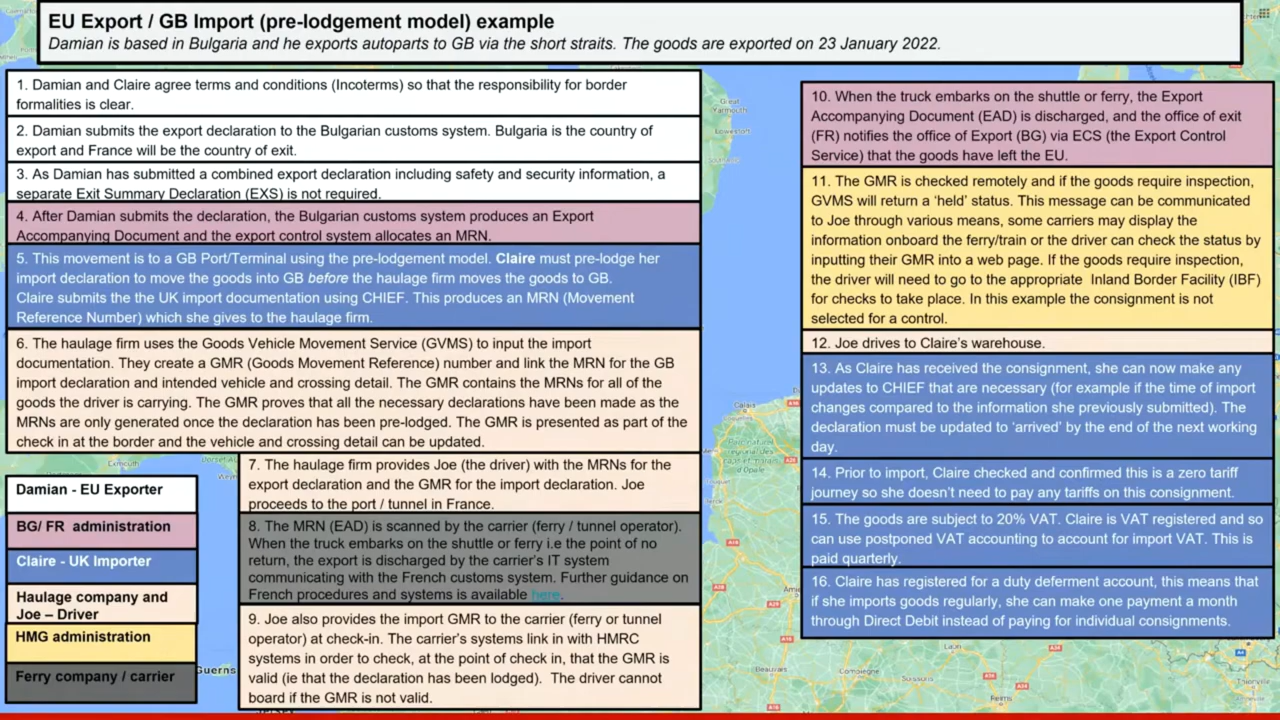 EU Export / GB Import (pre-lodgement model) example
Damian is based in Bulgaria and he exports autoparts to GB via the short straits. The goods are exported on 23 January 2022.
1. Damian and Claire agree terms and conditions (Incoterms) so that the responsibility for border
formalities is clear.
2. Damian submits the export declaration to the Bulgarian customs system. Bulgaria is the country of
export and France will be the country of exit.
3. As Damian has submitted a combined export declaration including safety and security information, a
separate Exit Summary Declaration (EXS) is not required.
4. After Damian submits the declaration, the Bulgarian customs system produces an Export
Accompanying Document and the export control system allocates an MRN.
5. This movement is to a GB Port/Terminal using the pre-lodgement model. Claire must pre-lodge her
import declaration to move the goods into GB before the haulage firm moves the goods to GB.
Claire submits the the UK import documentation using CHIEF. This produces an MRN (Movement
Reference Number) which she gives to the haulage firm.
6. The haulage firm uses the Goods Vehicle Movement Service (GVMS) to input the import
documentation. They create a GMR (Goods Movement Reference) number and link the MRN for the GB
import declaration and intended vehicle and crossing detail. The GMR contains the MRNs for all of the
goods the driver is carrying. The GMR proves that all the necessary declarations have been made as the
MRNs are only generated once the declaration has been pre-lodged. The GMR is presented as part of the
check in at the border and the vehicle and crossing detail can be updated.
7. The haulage firm provides Joe (the driver) with the MRNs for the
export declaration and the GMR for the import declaration. Joe
proceeds to the port / tunnel in France.
8. The MRN (EAD) is scanned by the carrier (ferry / tunnel operator).
When the truck embarks on the shuttle or ferry i.e the point of no
return, the export is discharged by the carrier's IT system
communicating with the French customs system. Further guidance on
French procedures and systems is available here.
9. Joe also provides the import GMR to the carrier (ferry or tunnel
operator) at check-in. The carrier's systems link in with HMRC
systems in order to check, at the point of check in, that the GMR is
valid (ie that the declaration has been lodged). The driver cannot
board if the GMR is not valid.
Damian - EU Exporter
BG/ FR administration
Claire - UK Importer
Haulage company and
Joe – Driver
HMG administration
Ferry company / carrier
10. When the truck embarks on the shuttle or ferry, the Export
Accompanying Document (EAD) is discharged, and the office of exit
(FR) notifies the office of Export (BG) via ECS (the Export Control
Service) that the goods have left the EU.
11. The GMR is checked remotely and if the goods require inspection,
GVMS will return a 'held' status. This message can be communicated
to Joe through various means, some carriers may display the
information onboard the ferry/train or the driver can check the status by
inputting their GMR into a web page. If the goods require inspection,
the driver will need to go to the appropriate Inland Border Facility (IBF)
for checks to take place. In this example the consignment is not
selected for a control.
12. Joe drives to Claire's warehouse.
13. As Claire has received the consignment, she can now make any
updates to CHIEF that are necessary (for example if the time of import
changes compared to the information she previously submitted). The
declaration must be updated to 'arrived' by the end of the next working
day.
14. Prior to import, Claire checked and confirmed this is a zero tariff
journey so she doesn't need to pay any tariffs on this consignment.
15. The goods are subject to 20% VAT. Claire is VAT registered and so
can use postponed VAT accounting to account for import VAT. This is
paid quarterly.
16. Claire has registered for a duty deferment account, this means that
if she imports goods regularly, she can make one payment a month
through Direct Debit instead of paying for individual consignments.
Great
Yarmouth
Lowestoft
Calais
Exmouth
Guerns
Beauvais
Compiègne
Soissons
Laon
Reims
Thionville